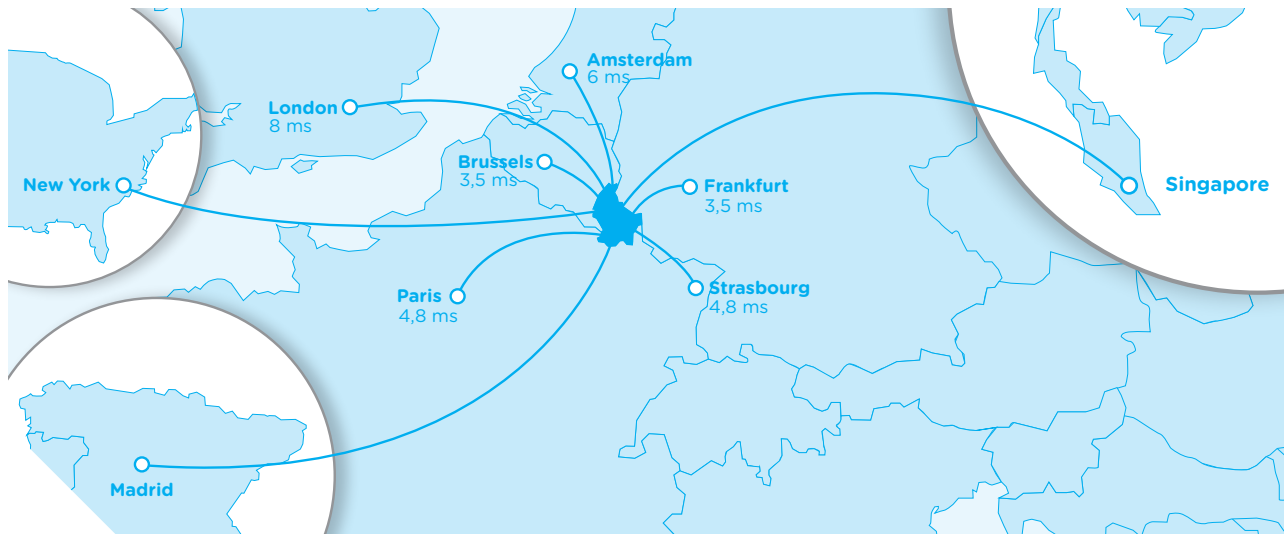 Amsterdam
6 ms
London
8 ms
Brussels
3,5 ms
New York
Frankfurt
3,5 ms
Singapore
Paris
4,8 ms
Strasbourg
4,8 ms
Madrid